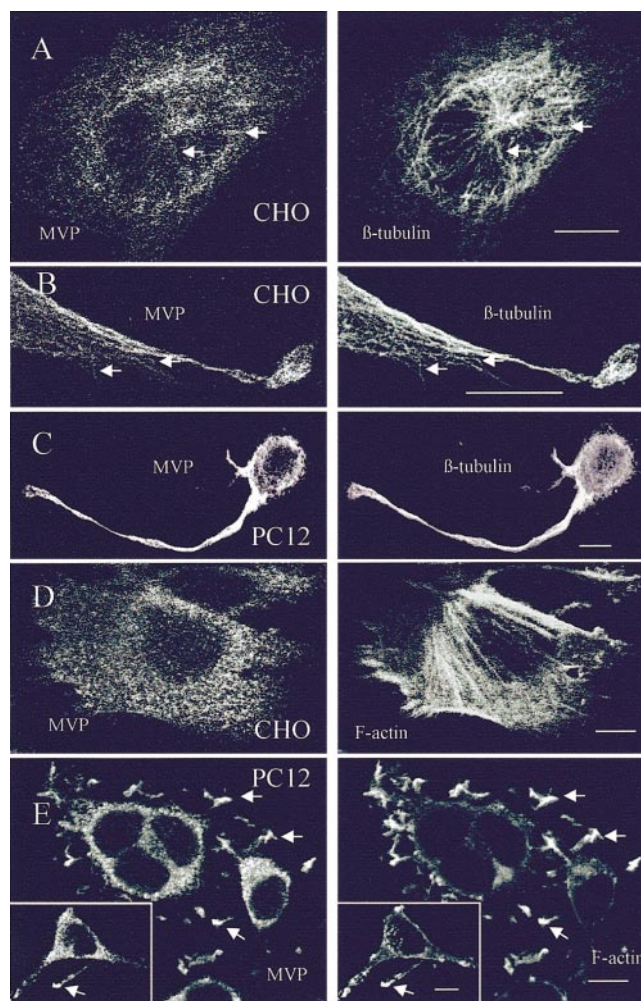 A
MVP
CHO
ß-tubulin
B
MVP
CHO
ß-tubulin
C
MVP
PC12
ß-tubulin
D
MVP
CHO
F-actin
PC12
E
MVP
F-actin